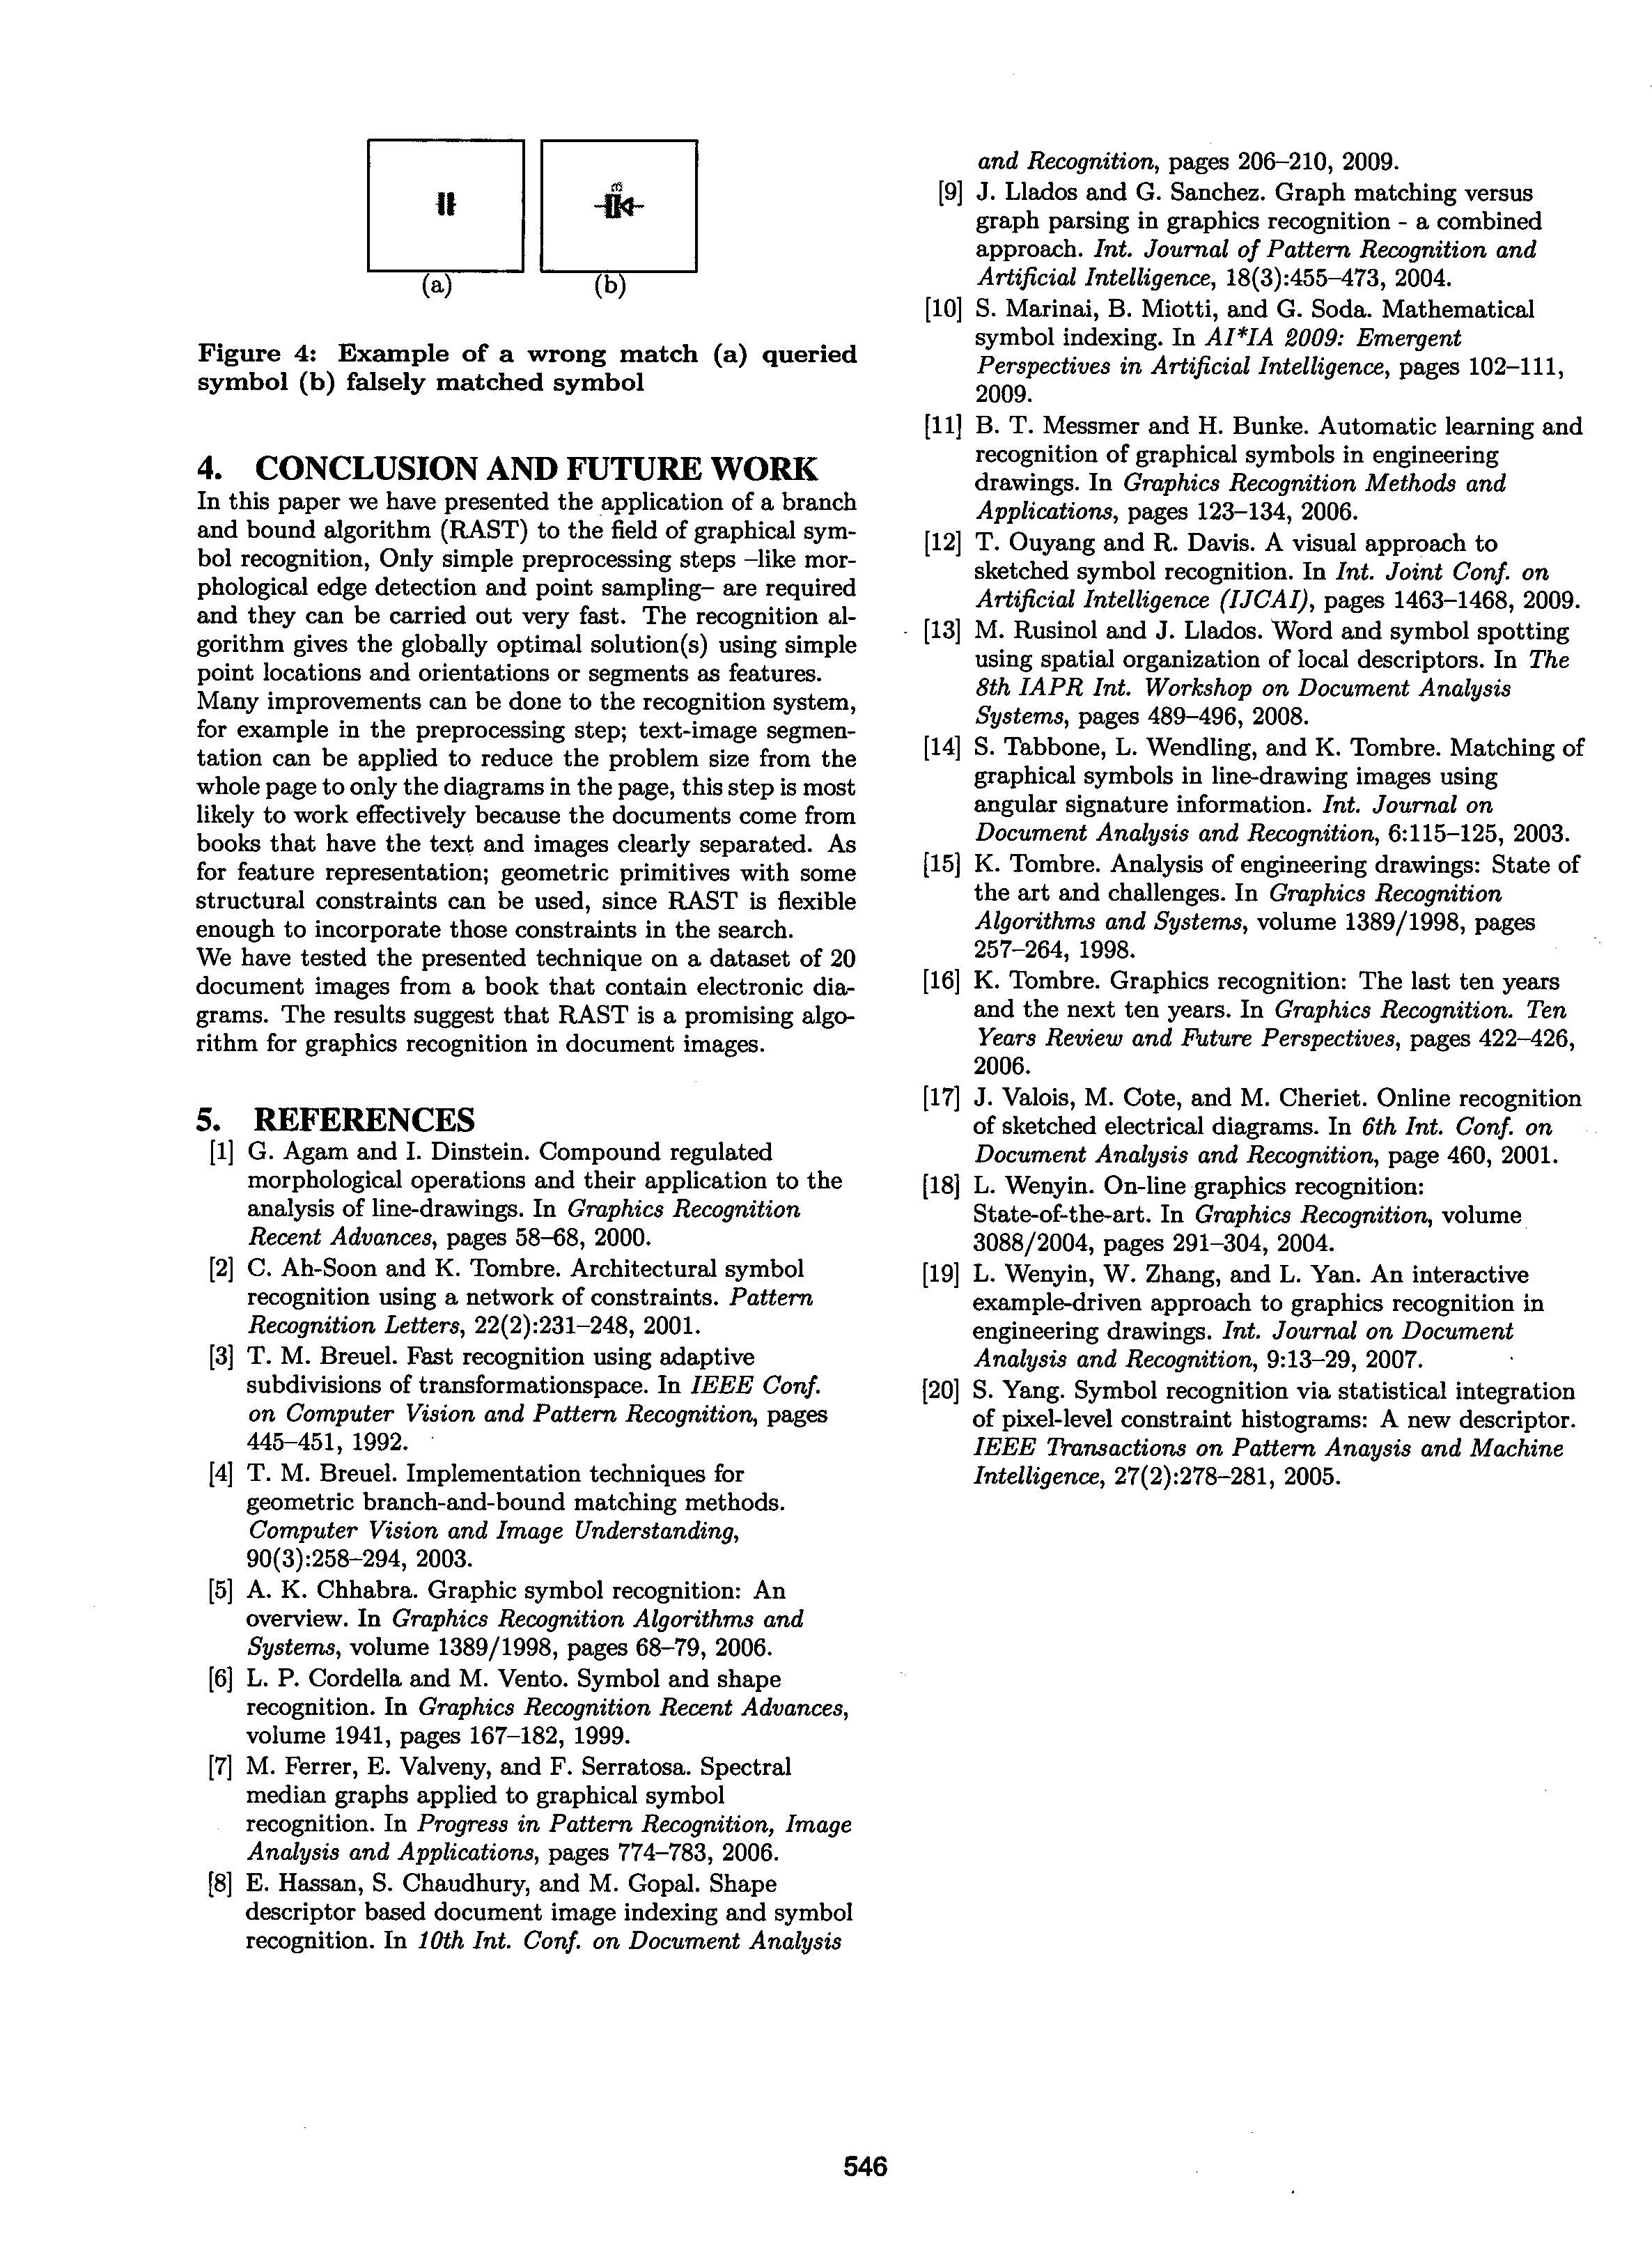 (a)
(b)
Figure 4: Example of a wrong match (a) queried
symbol (b) falsely matched symbol
4. CONCLUSION AND FUTURE WORK
In this paper we have presented the application of a branch
and bound algorithm (RAST) to the field of graphical sym-
bol recognition, Only simple preprocessing steps –like mor-
phological edge detection and point sampling– are required
and they can be carried out very fast. The recognition al-
gorithm gives the globally optimal solution(s) using simple
point locations and orientations or segments as features.
Many improvements can be done to the recognition system,
for example in the preprocessing step; text-image segmen-
tation can be applied to reduce the problem size from the
whole page to only the diagrams in the page, this step is most
likely to work effectively because the documents come from
books that have the text and images clearly separated. As
for feature representation; geometric primitives with some
structural constraints can be used, since RAST is flexible
enough to incorporate those constraints in the search.
We have tested the presented technique on a dataset of 20
document images from a book that contain electronic dia-
grams. The results suggest that RAST is a promising algo-
rithm for graphics recognition in document images.
5. REFERENCES
[1] G. Agam and I. Dinstein. Compound regulated
morphological operations and their application to the
analysis of line-drawings. In Graphics Recognition
Recent Advances, pages 58–68, 2000.
[2] C. Ah-Soon and K. Tombre. Architectural symbol
recognition using a network of constraints. Pattern
Recognition Letters, 22(2):231–248, 2001.
[3] T. M. Breuel. Fast recognition using adaptive
subdivisions of transformationspace. In IEEE Conf.
on Computer Vision and Pattern Recognition, pages
445–451, 1992.
[4] T. M. Breuel. Implementation techniques for
geometric branch-and-bound matching methods.
Computer Vision and Image Understanding,
90(3):258–294, 2003.
[5] A. K. Chhabra. Graphic symbol recognition: An
overview. In Graphics Recognition Algorithms and
Systems, volume 1389/1998, pages 68–79, 2006.
[6] L. P. Cordella and M. Vento. Symbol and shape
recognition. In Graphics Recognition Recent Advances,
volume 1941, pages 167–182, 1999.
[7] M. Ferrer, E. Valveny, and F. Serratosa. Spectral
median graphs applied to graphical symbol
recognition. In Progress in Pattern Recognition, Image
Analysis and Applications, pages 774–783, 2006.
[8] E. Hassan, S. Chaudhury, and M. Gopal. Shape
descriptor based document image indexing and symbol
recognition. In 10th Int. Conf. on Document Analysis
and Recognition, pages 206–210, 2009.
[9] J. Llados and G. Sanchez. Graph matching versus
graph parsing in graphics recognition - a combined
approach. Int. Journal of Pattern Recognition and
Artificial Intelligence, 18(3):455–473, 2004.
[10] S. Marinai, B. Miotti, and G. Soda. Mathematical
symbol indexing. In AI*IA 2009: Emergent
Perspectives in Artificial Intelligence, pages 102–111,
2009.
[11] B. T. Messmer and H. Bunke. Automatic learning and
recognition of graphical symbols in engineering
drawings. In Graphics Recognition Methods and
Applications, pages 123–134, 2006.
[12] T. Ouyang and R. Davis. A visual approach to
sketched symbol recognition. In Int. Joint Conf. on
Artificial Intelligence (IJCAI), pages 1463–1468, 2009.
[13] M. Rusinol and J. Llados. Word and symbol spotting
using spatial organization of local descriptors. In The
8th IAPR Int. Workshop on Document Analysis
Systems, pages 489–496, 2008.
[14] S. Tabbone, L. Wendling, and K. Tombre. Matching of
graphical symbols in line-drawing images using
angular signature information. Int. Journal on
Document Analysis and Recognition, 6:115–125, 2003.
[15] K. Tombre. Analysis of engineering drawings: State of
the art and challenges. In Graphics Recognition
Algorithms and Systems, volume 1389/1998, pages
257–264, 1998.
[16] K. Tombre. Graphics recognition: The last ten years
and the next ten years. In Graphics Recognition. Ten
Years Review and Future Perspectives, pages 422–426,
2006.
[17] J. Valois, M. Cote, and M. Cheriet. Online recognition
of sketched electrical diagrams. In 6th Int. Conf. on
Document Analysis and Recognition, page 460, 2001.
[18] L. Wenyin. On-line graphics recognition:
State-of-the-art. In Graphics Recognition, volume
3088/2004, pages 291–304, 2004.
[19] L. Wenyin, W. Zhang, and L. Yan. An interactive
example-driven approach to graphics recognition in
engineering drawings. Int. Journal on Document
Analysis and Recognition, 9:13–29, 2007.
[20] S. Yang. Symbol recognition via statistical integration
of pixel-level constraint histograms: A new descriptor.
IEEE Transactions on Pattern Anaysis and Machine
Intelligence, 27(2):278–281, 2005.
546